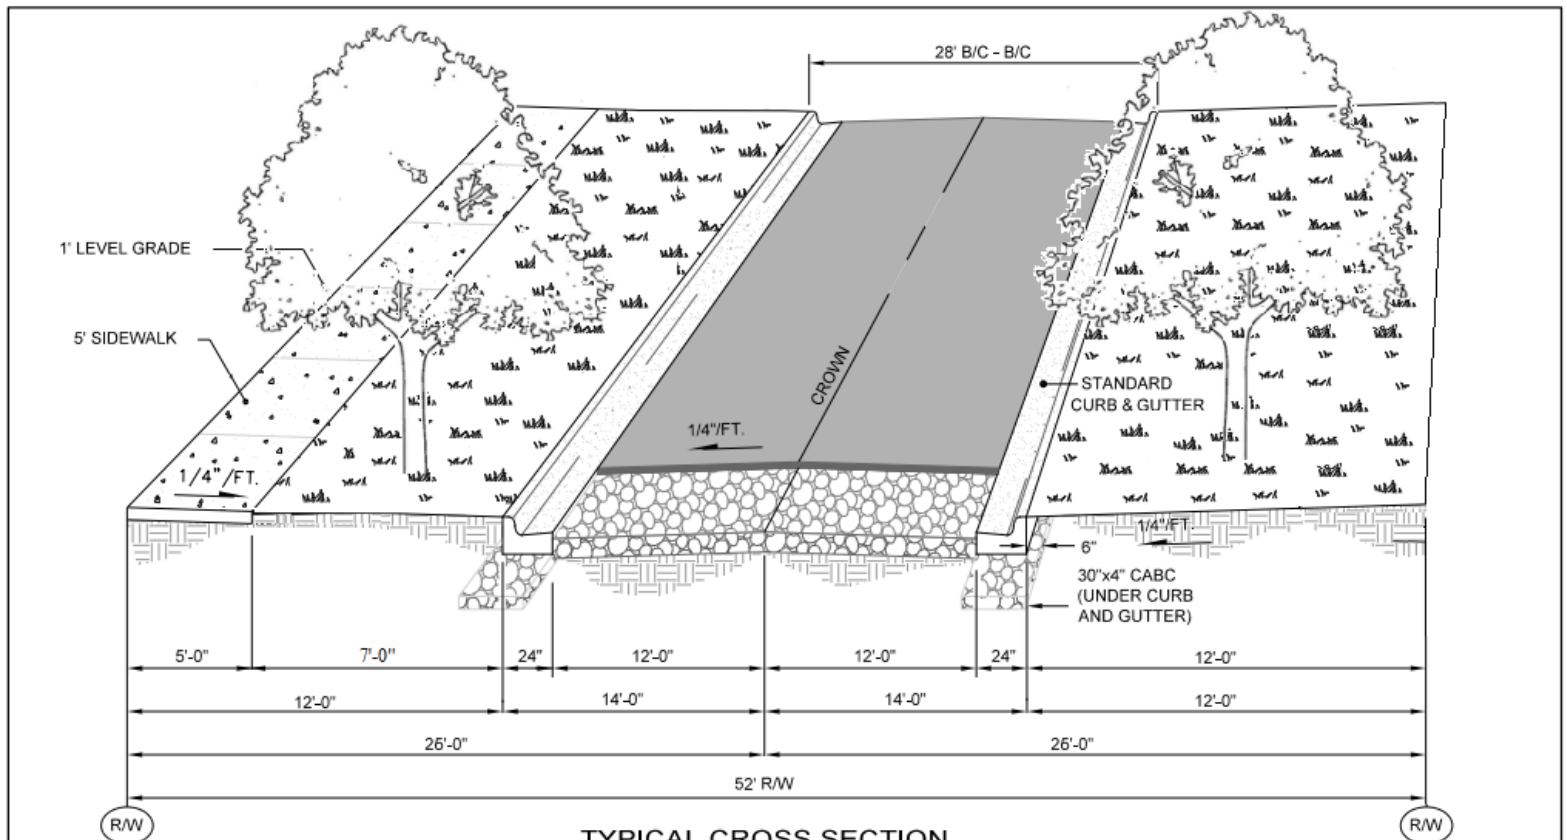 28' B/C - B/C
1' LEVEL GRADE
5' SIDEWALK
CROWN
STANDARD
CURB & GUTTER
1/4"/FT.
1/4"/FT.
1/4"/FT.
6"
30"x4" CABC
(UNDER CURB
AND GUTTER)
5'-0"
7'-0"
24"
12'-0"
12'-0"
24"
12'-0"
12'-0"
14'-0"
14'-0"
12'-0"
26'-0"
26'-0"
52' R/W
R/W
R/W
TYPICAL CROSS SECTION